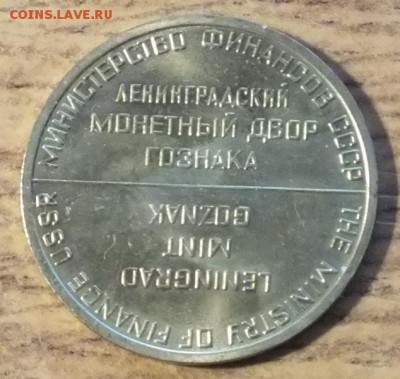 COINS.LAVE.RU
МИНИСТЕРСТВО ФИНАНСОВ СССР
ЛЕНИНГРАДСКИЙ
МОНЕТНЫЙ ДВОР
ГОЗНАКА
THE MINISTRY OF FINANCE USSR
LENINGRAD
MINT
GOZNAK